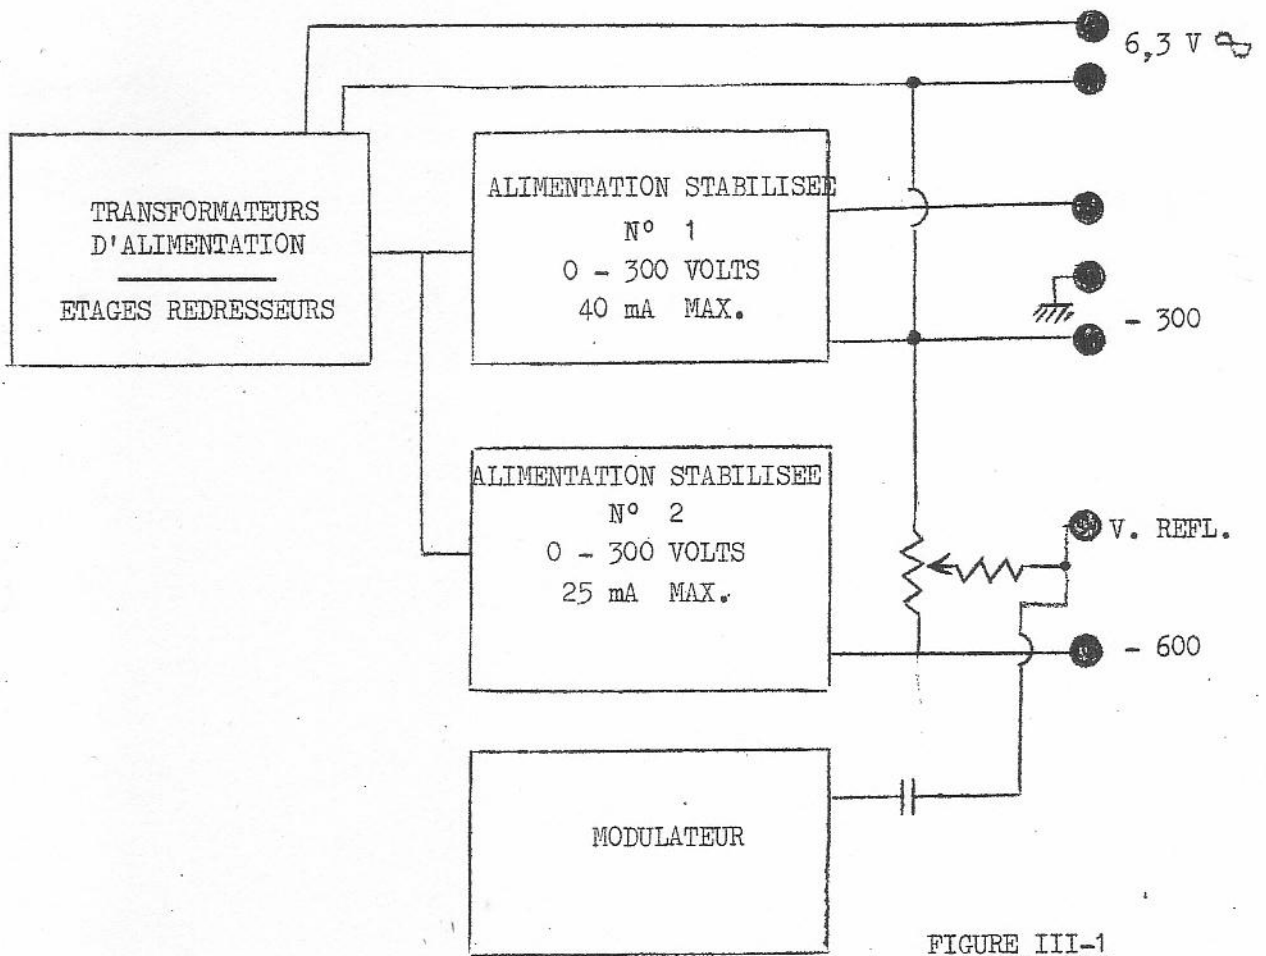 6,3 V
TRANSFORMATEURS
D'ALIMENTATION
ETAGES REDRESSEURS
ALIMENTATION STABILISEE
N° 1
0 - 300 VOLTS
40 mA MAX.
- 300
ALIMENTATION STABILISEE
N° 2
0 - 300 VOLTS
25 mA MAX.
V. REFL.
- 600
MODULATEUR
FIGURE III-1